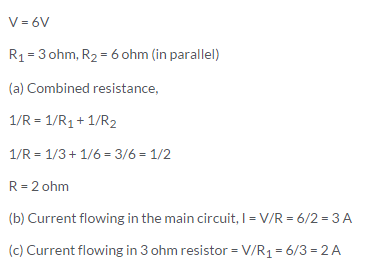 V = 6V
R₁ = 3 ohm, R₂ = 6 ohm (in parallel)
(a) Combined resistance,
1/R = 1/R₁ + 1/R₂
1/R = 1/3 + 1/6 = 3/6 = 1/2
R = 2 ohm
(b) Current flowing in the main circuit, I = V/R = 6/2 = 3 A
(c) Current flowing in 3 ohm resistor = V/R₁ = 6/3 = 2 A